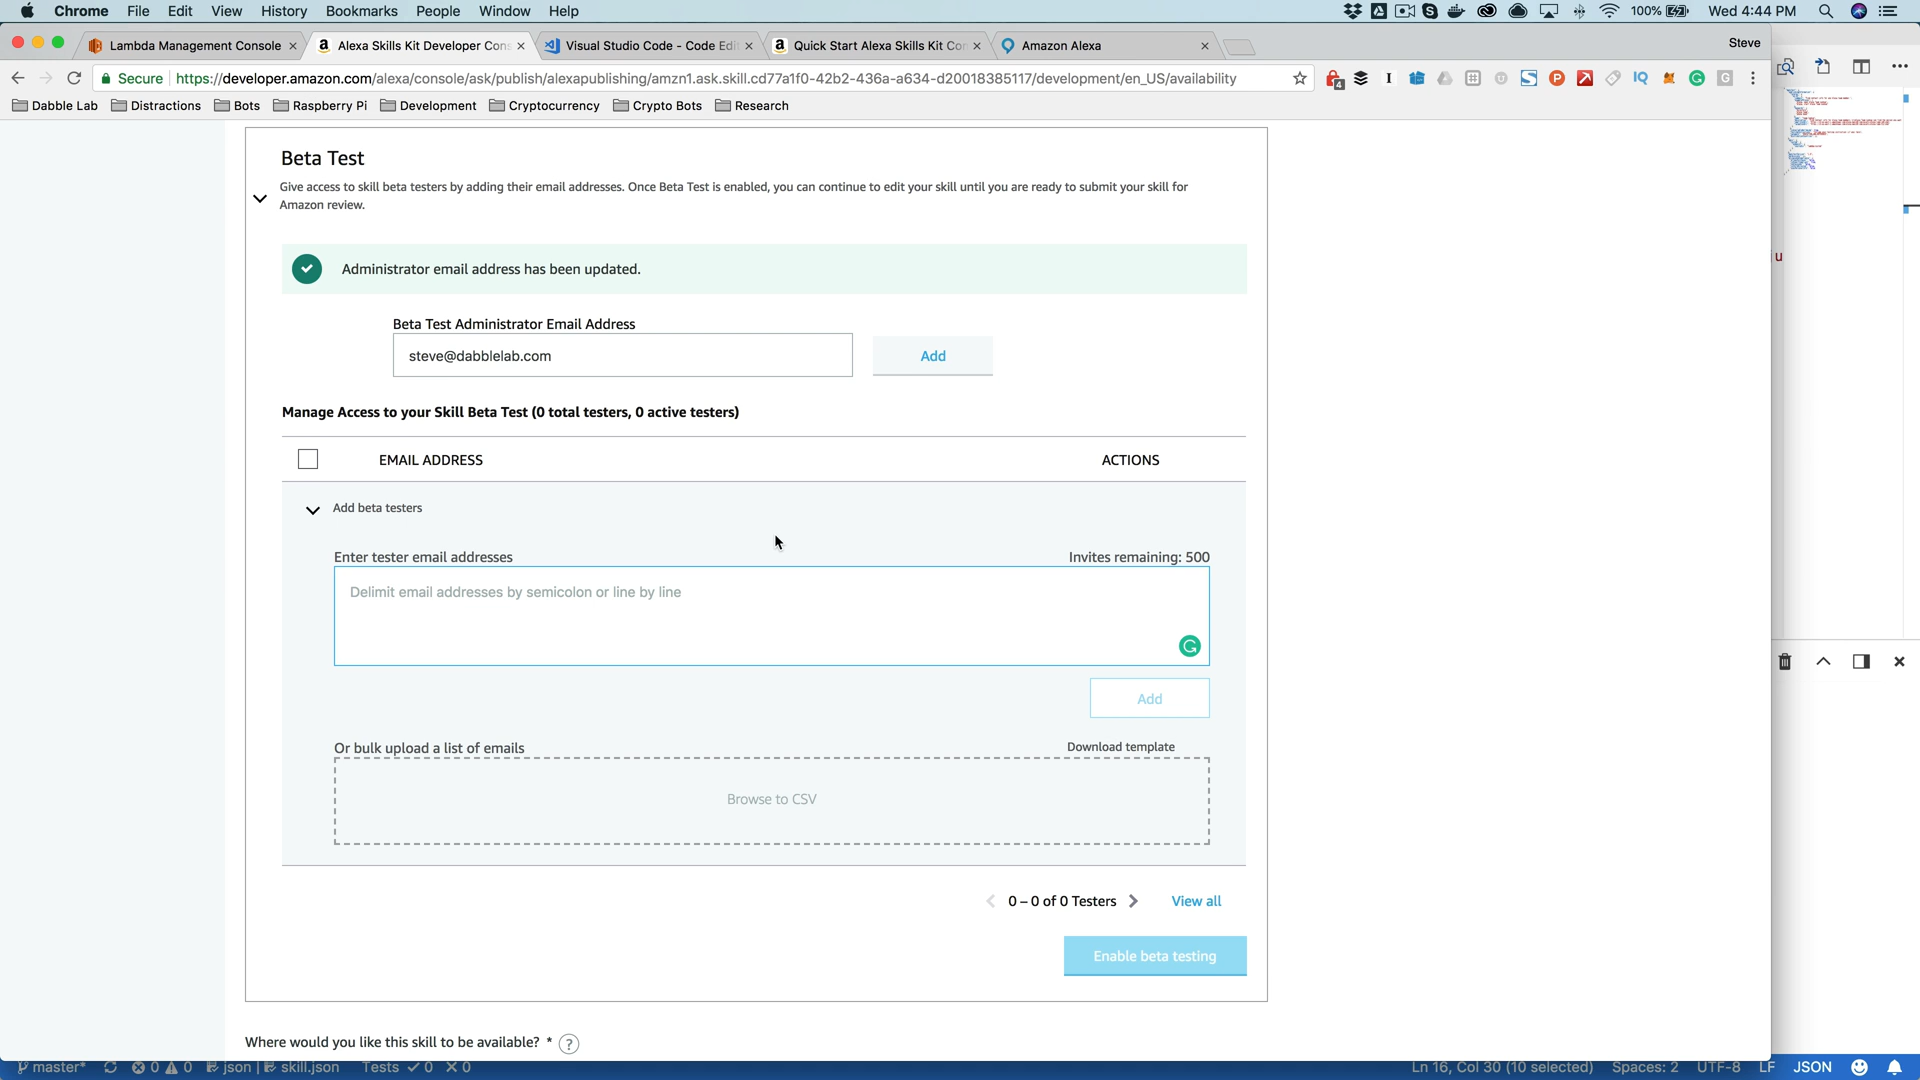 Chrome File Edit View History Bookmarks People Window Help 100% Wed 4:44 PM
Lambda Management Console Alexa Skills Kit Developer Con Visual Studio Code - Code Edit Quick Start Alexa Skills Kit Co Amazon Alexa Steve
Secure https://developer.amazon.com/alexa/console/ask/publish/alexapublishing/amzn1.ask.skill.cd77a1f0-42b2-436a-a634-d20018385117/development/en_US/availability
Dabble Lab Distractions Bots Raspberry Pi Development Cryptocurrency Crypto Bots Research
Beta Test
Give access to skill beta testers by adding their email addresses. Once Beta Test is enabled, you can continue to edit your skill until you are ready to submit your skill for
Amazon review.
Administrator email address has been updated.
Beta Test Administrator Email Address
steve@dabblelab.com Add
Manage Access to your Skill Beta Test (0 total testers, 0 active testers)
EMAIL ADDRESS ACTIONS
Add beta testers
Enter tester email addresses Invites remaining: 500
Delimit email addresses by semicolon or line by line
Add
Or bulk upload a list of emails Download template
Browse to CSV
0 – 0 of 0 Testers View all
Enable beta testing
Where would you like this skill to be available? * ?
master* 0 0 json | skill.json Tests 0 0 Ln 16, Col 30 (10 selected) Spaces: 2 UTF-8 LF JSON